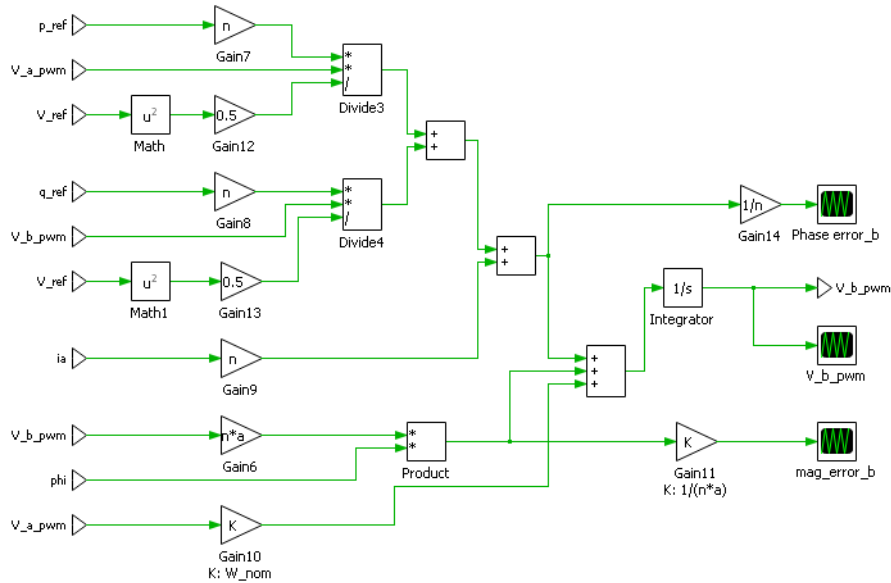 p_ref
n
Gain7
V_a_pwm
*
*
/
Divide3
V_ref
u²
Math
0.5
Gain12
+
+
q_ref
n
Gain8
V_b_pwm
*
*
/
Divide4
V_ref
u²
Math1
0.5
Gain13
+
+
1/n
Gain14
Phase error_b
1/s
Integrator
V_b_pwm
V_b_pwm
ia
n
Gain9
+
+
+
V_b_pwm
n*a
Gain6
phi
*
*
Product
K
Gain11
K: 1/(n*a)
mag_error_b
V_a_pwm
K
Gain10
K: W_nom